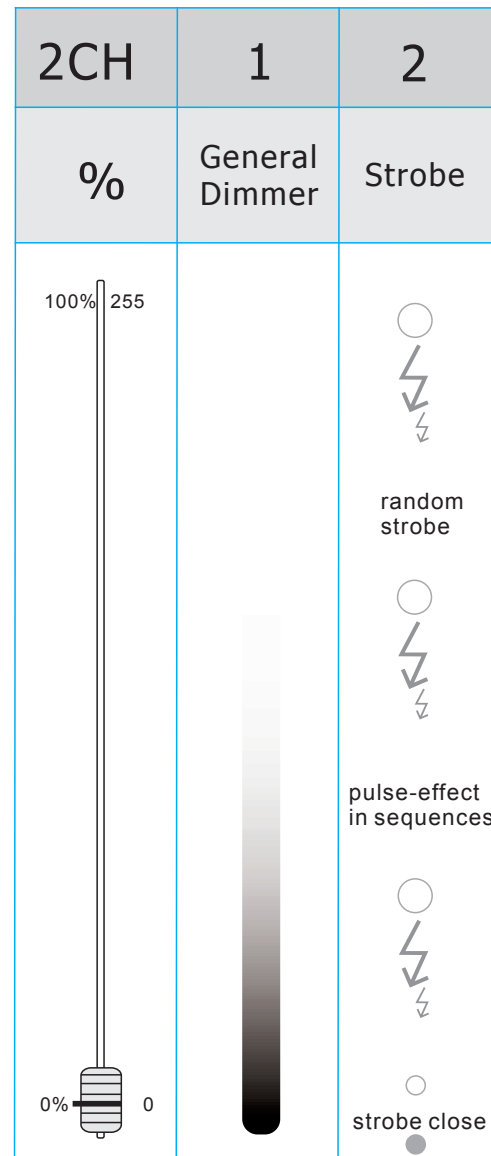 2CH
1
2
%
General
Dimmer
Strobe
100% 255
random
strobe
pulse-effect
in sequences
0% 0
strobe close